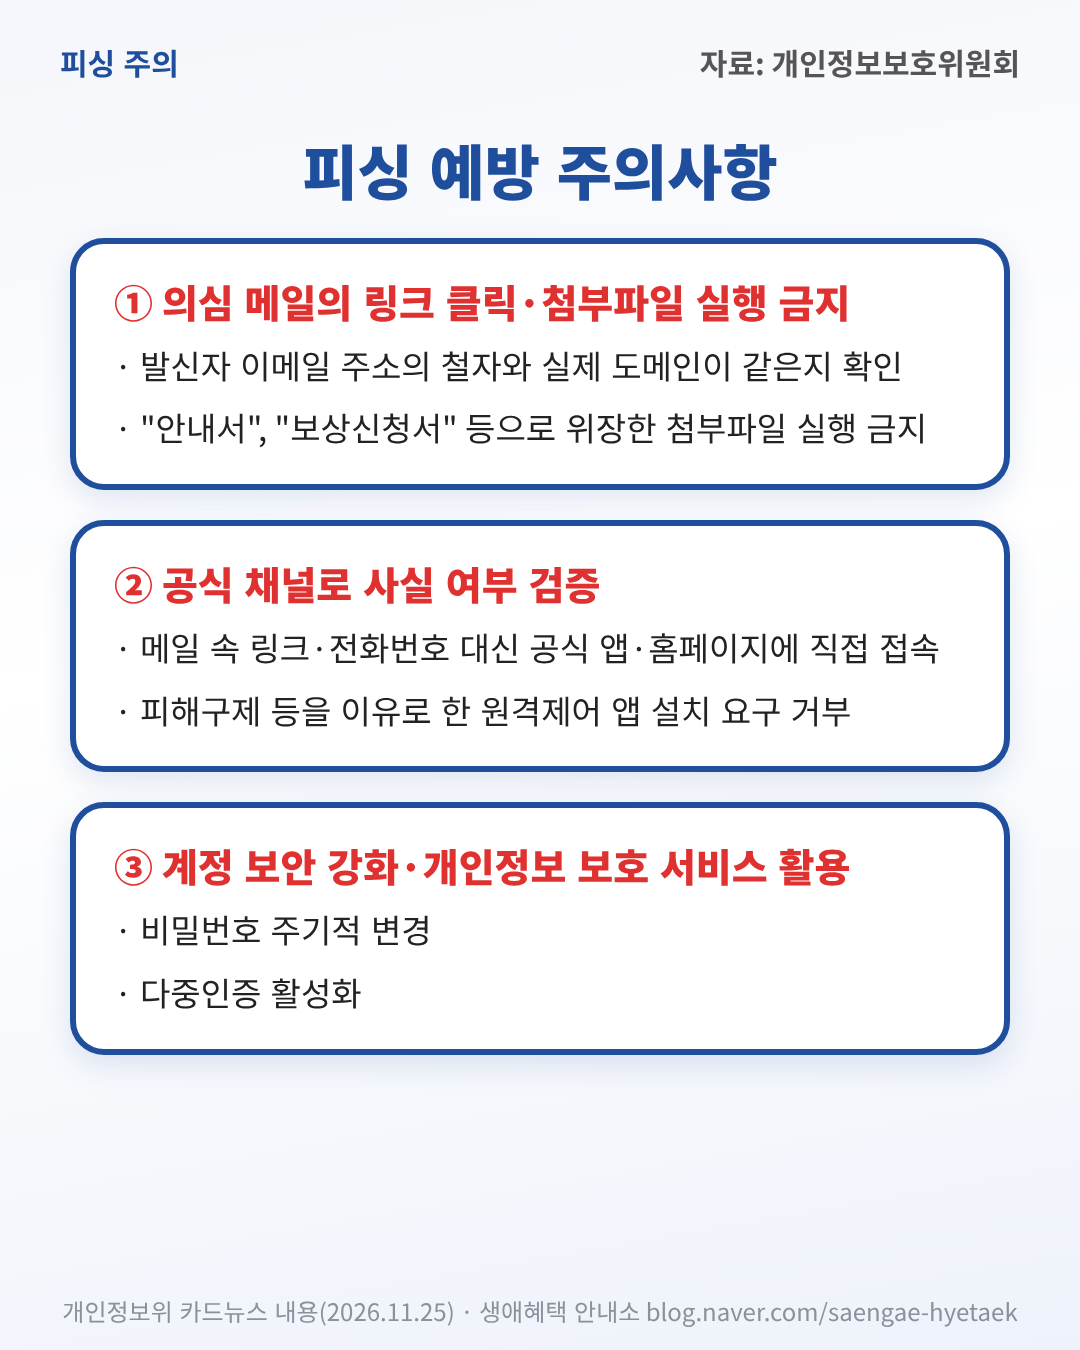 피싱 주의
자료: 개인정보보호위원회
피싱 예방 주의사항
① 의심 메일의 링크 클릭·첨부파일 실행 금지
· 발신자 이메일 주소의 철자와 실제 도메인이 같은지 확인
· "안내서", "보상신청서" 등으로 위장한 첨부파일 실행 금지
② 공식 채널로 사실 여부 검증
· 메일 속 링크·전화번호 대신 공식 앱·홈페이지에 직접 접속
· 피해구제 등을 이유로 한 원격제어 앱 설치 요구 거부
③ 계정 보안 강화·개인정보 보호 서비스 활용
· 비밀번호 주기적 변경
· 다중인증 활성화
개인정보위 카드뉴스 내용(2026.11.25) · 생애혜택 안내소 blog.naver.com/saengae-hyetaek